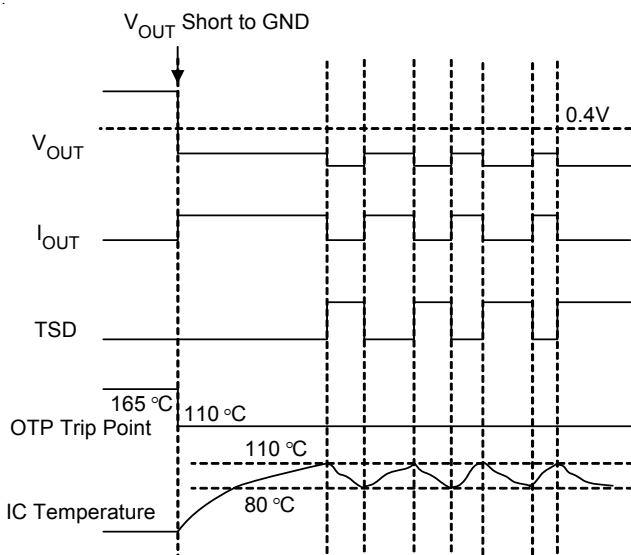 V_OUT Short to GND
0.4V
V_OUT
I_OUT
TSD
165 °C
110 °C
OTP Trip Point
110 °C
80 °C
IC Temperature